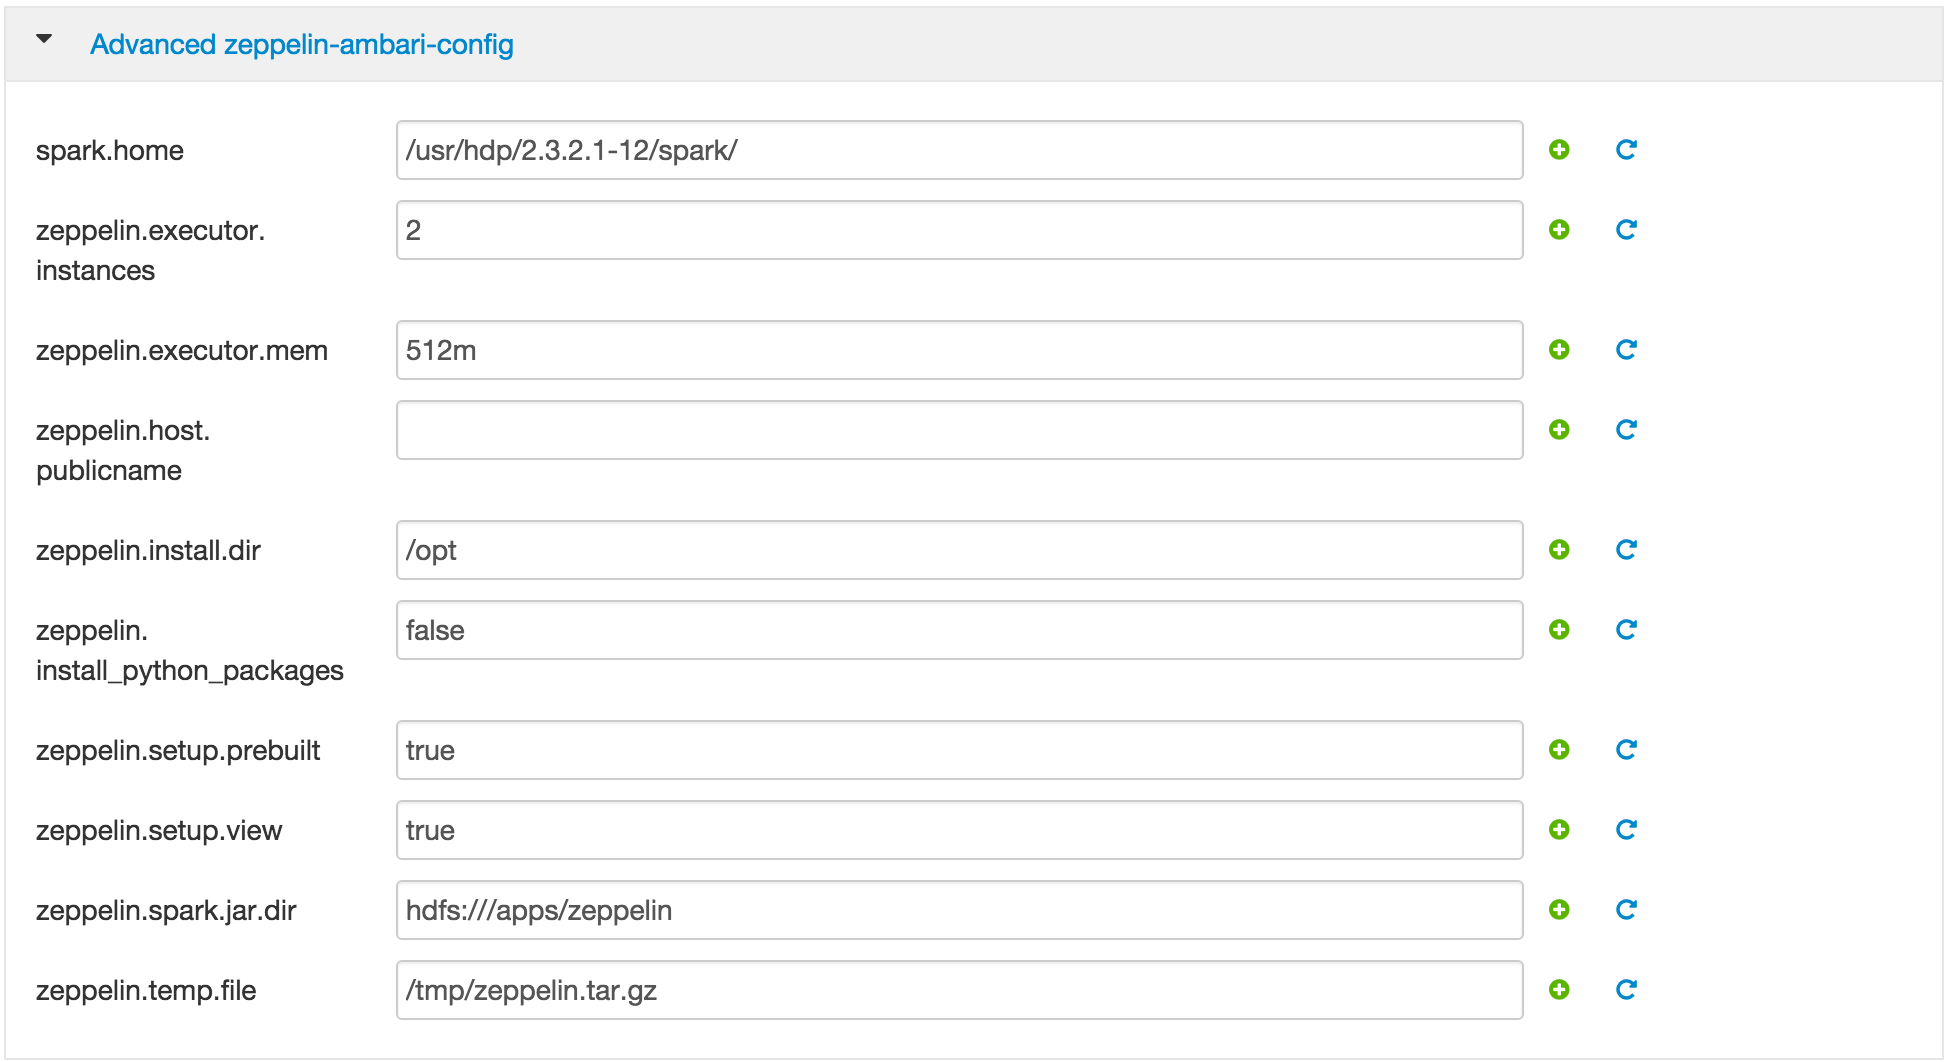 Advanced zeppelin-ambari-config
spark.home
/usr/hdp/2.3.2.1-12/spark/
zeppelin.executor.
instances
2
zeppelin.executor.mem
512m
zeppelin.host.
publicname
zeppelin.install.dir
/opt
zeppelin.
install_python_packages
false
zeppelin.setup.prebuilt
true
zeppelin.setup.view
true
zeppelin.spark.jar.dir
hdfs:///apps/zeppelin
zeppelin.temp.file
/tmp/zeppelin.tar.gz